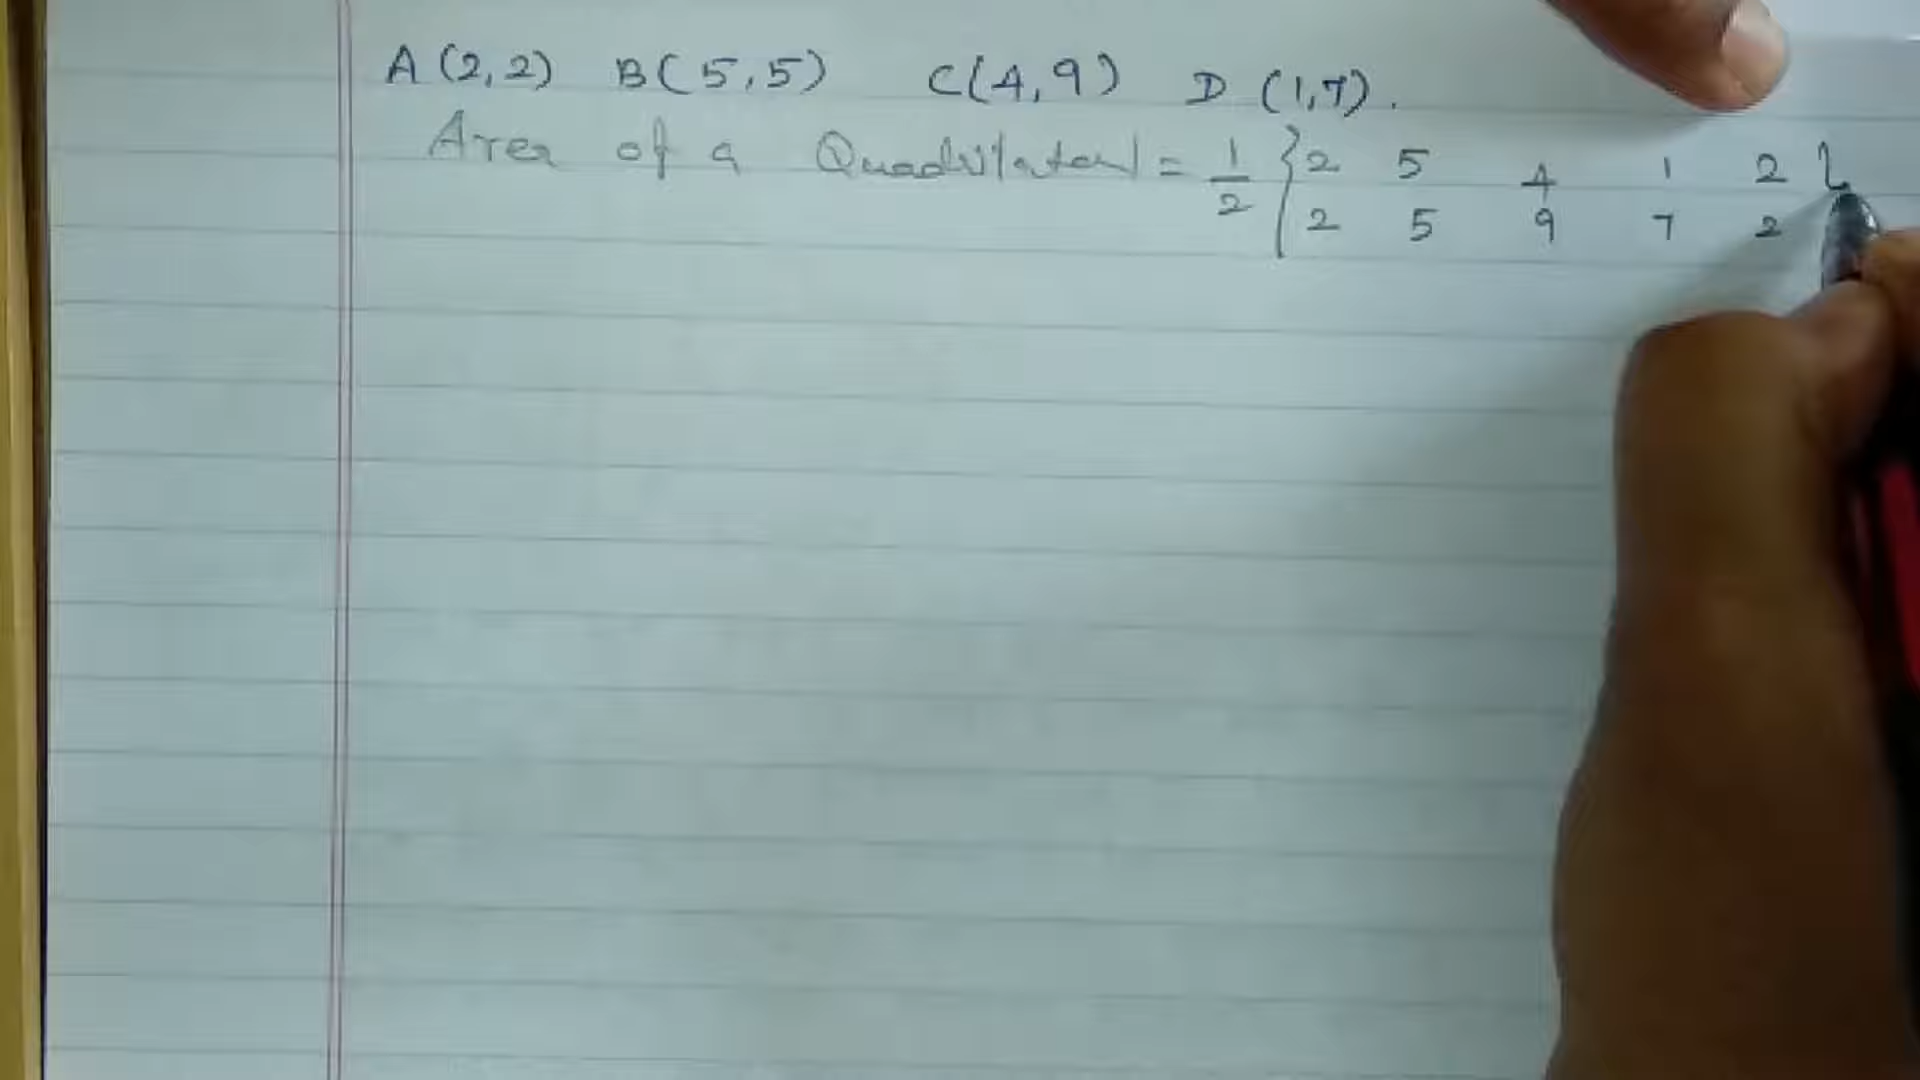 A (2,2) B(5,5) C(4,9) D (1,7).
Area of a Quadrilateral = 1/2 { 2 5 4 1 2 }
2 5 9 7 2